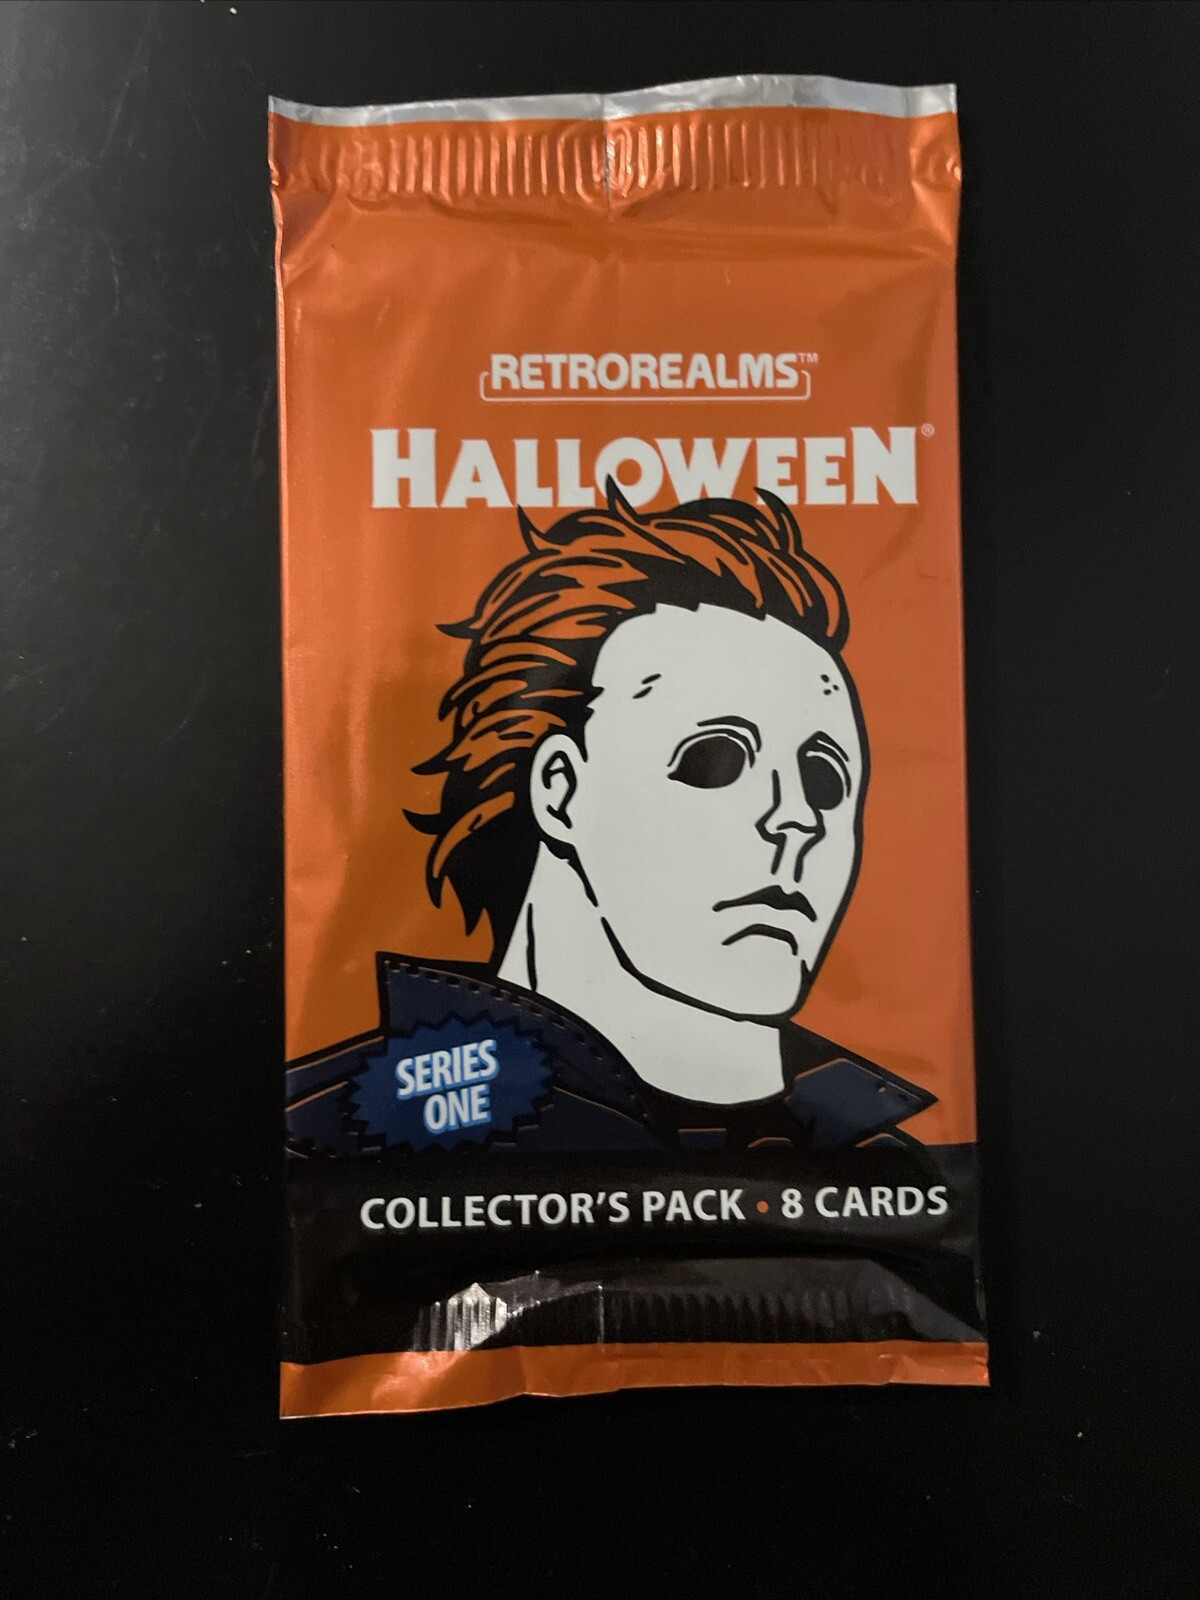 RETROREALMS™
HALLOWEEN®
SERIES
ONE
COLLECTOR'S PACK • 8 CARDS